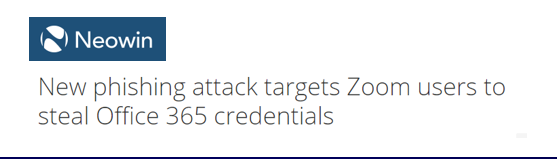 Neowin
New phishing attack targets Zoom users to
steal Office 365 credentials